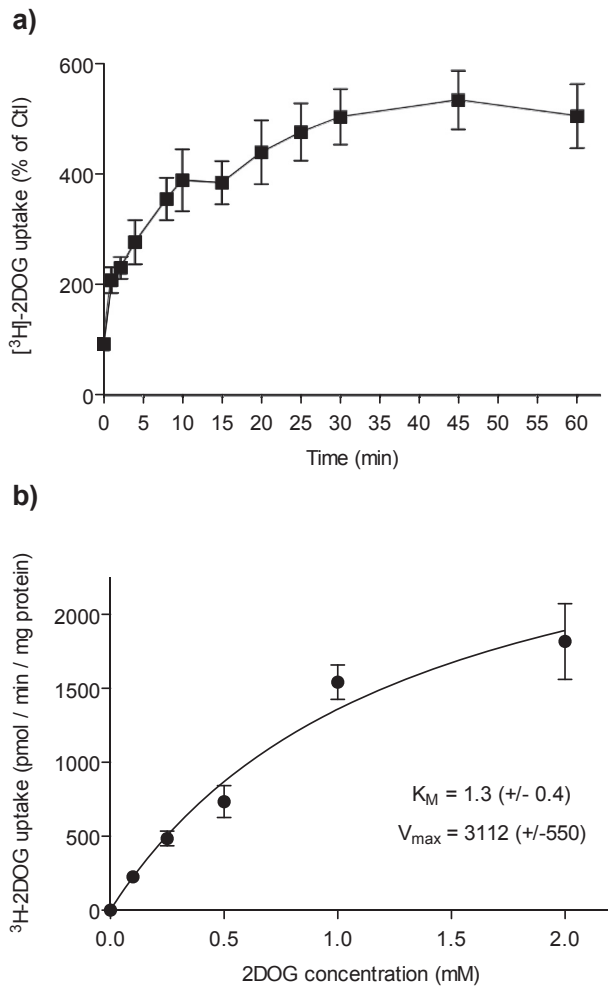 a)
600
400
200
0
[³H]-2DOG uptake (% of Ctl)
0 5 10 15 20 25 30 35 40 45 50 55 60
Time (min)
b)
2000
1500
1000
500
0
³H-2DOG uptake (pmol / min / mg protein)
K_M = 1.3 (+/- 0.4)
V_max = 3112 (+/-550)
0.0 0.5 1.0 1.5 2.0
2DOG concentration (mM)